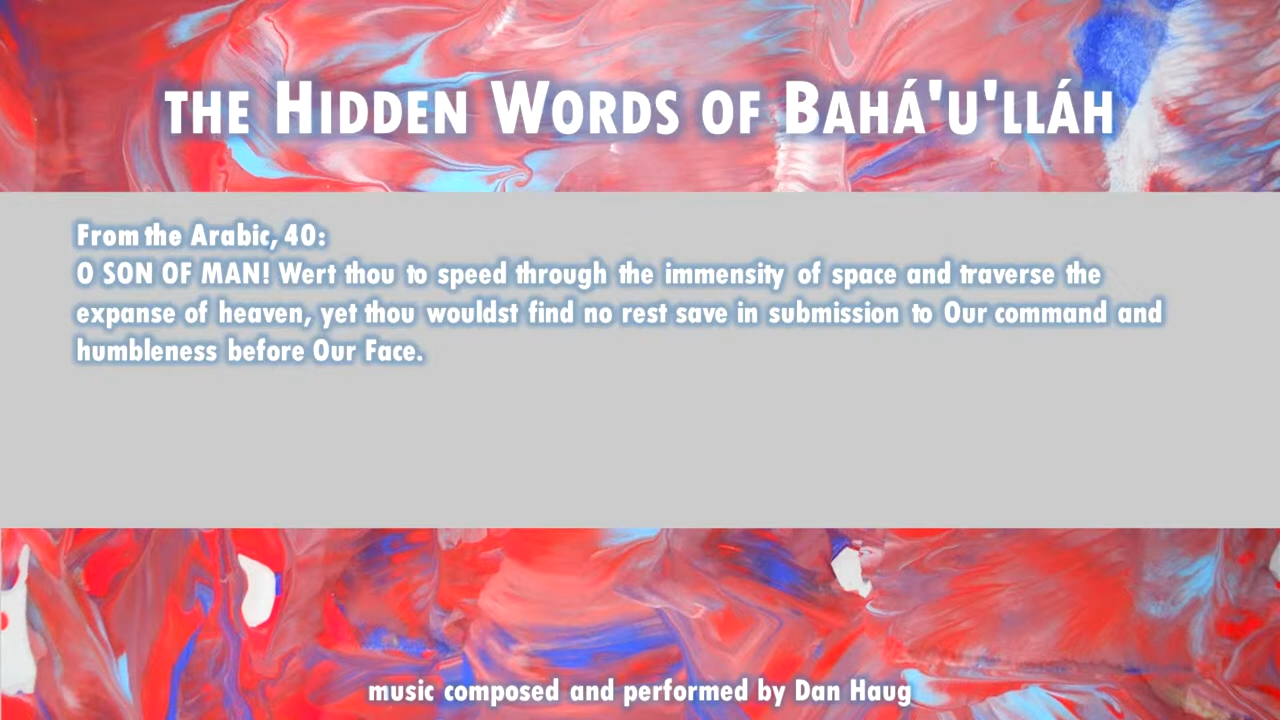 THE HIDDEN WORDS OF BAHÁ'U'LLÁH
From the Arabic, 40:
O SON OF MAN! Wert thou to speed through the immensity of space and traverse the
expanse of heaven, yet thou wouldst find no rest save in submission to Our command and
humbleness before Our Face.
music composed and performed by Dan Haug